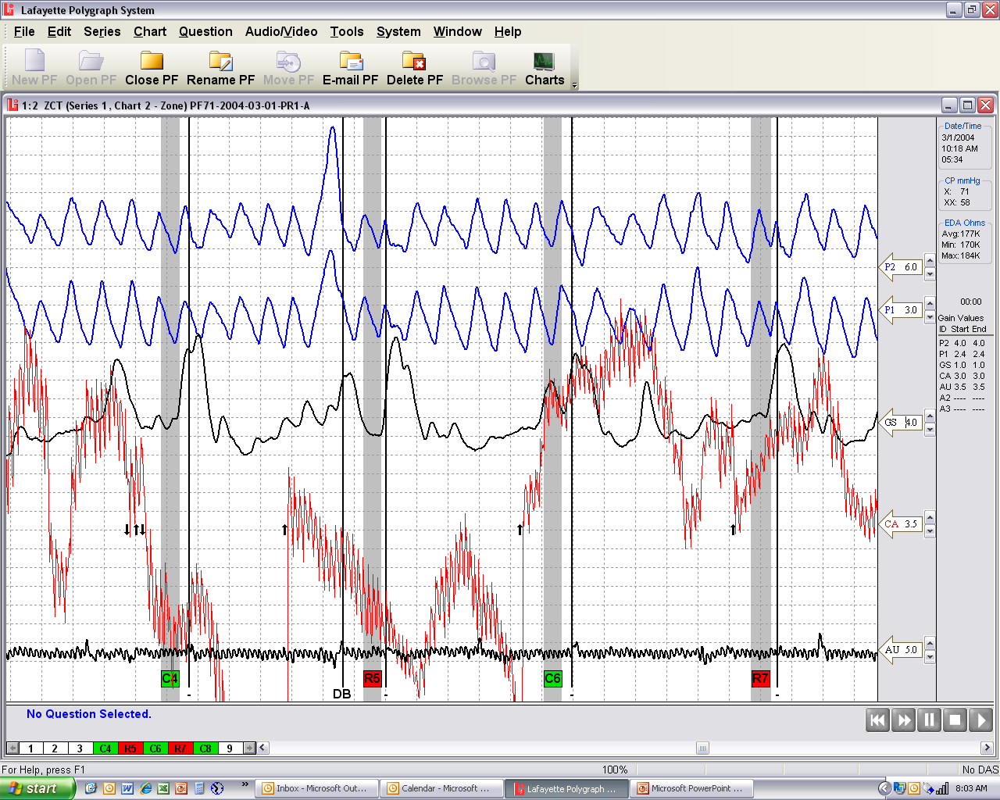 Lafayette Polygraph System
File Edit Series Chart Question Audio/Video Tools System Window Help
New PF Open PF Close PF Rename PF Move PF E-mail PF Delete PF Browse PF Charts
1:2 ZCT (Series 1, Chart 2 - Zone) PF71-2004-03-01-PR1-A
Date/Time
3/1/2004
10:18 AM
05:34
CP mmHg
X: 71
XX: 58
EDA Ohms
Avg: 177K
Min: 170K
Max: 184K
P2 6.0
P1 3.0
00:00
Gain Values
ID Start End
P2 4.0 4.0
P1 2.4 2.4
GS 1.0 1.0
CA 3.0 3.0
AU 3.5 3.5
A2 ---- ----
A3 ---- ----
GS 4.0
CA 3.5
AU 5.0
C4 R5 C6 R7
- DB - - -
No Question Selected.
1 2 3 C4 R5 C6 R7 C8 9
For Help, press F1 100% No DAS
start » Inbox - Microsoft Out... Calendar - Microsoft ... Lafayette Polygraph ... Microsoft PowerPoint ... 8:03 AM